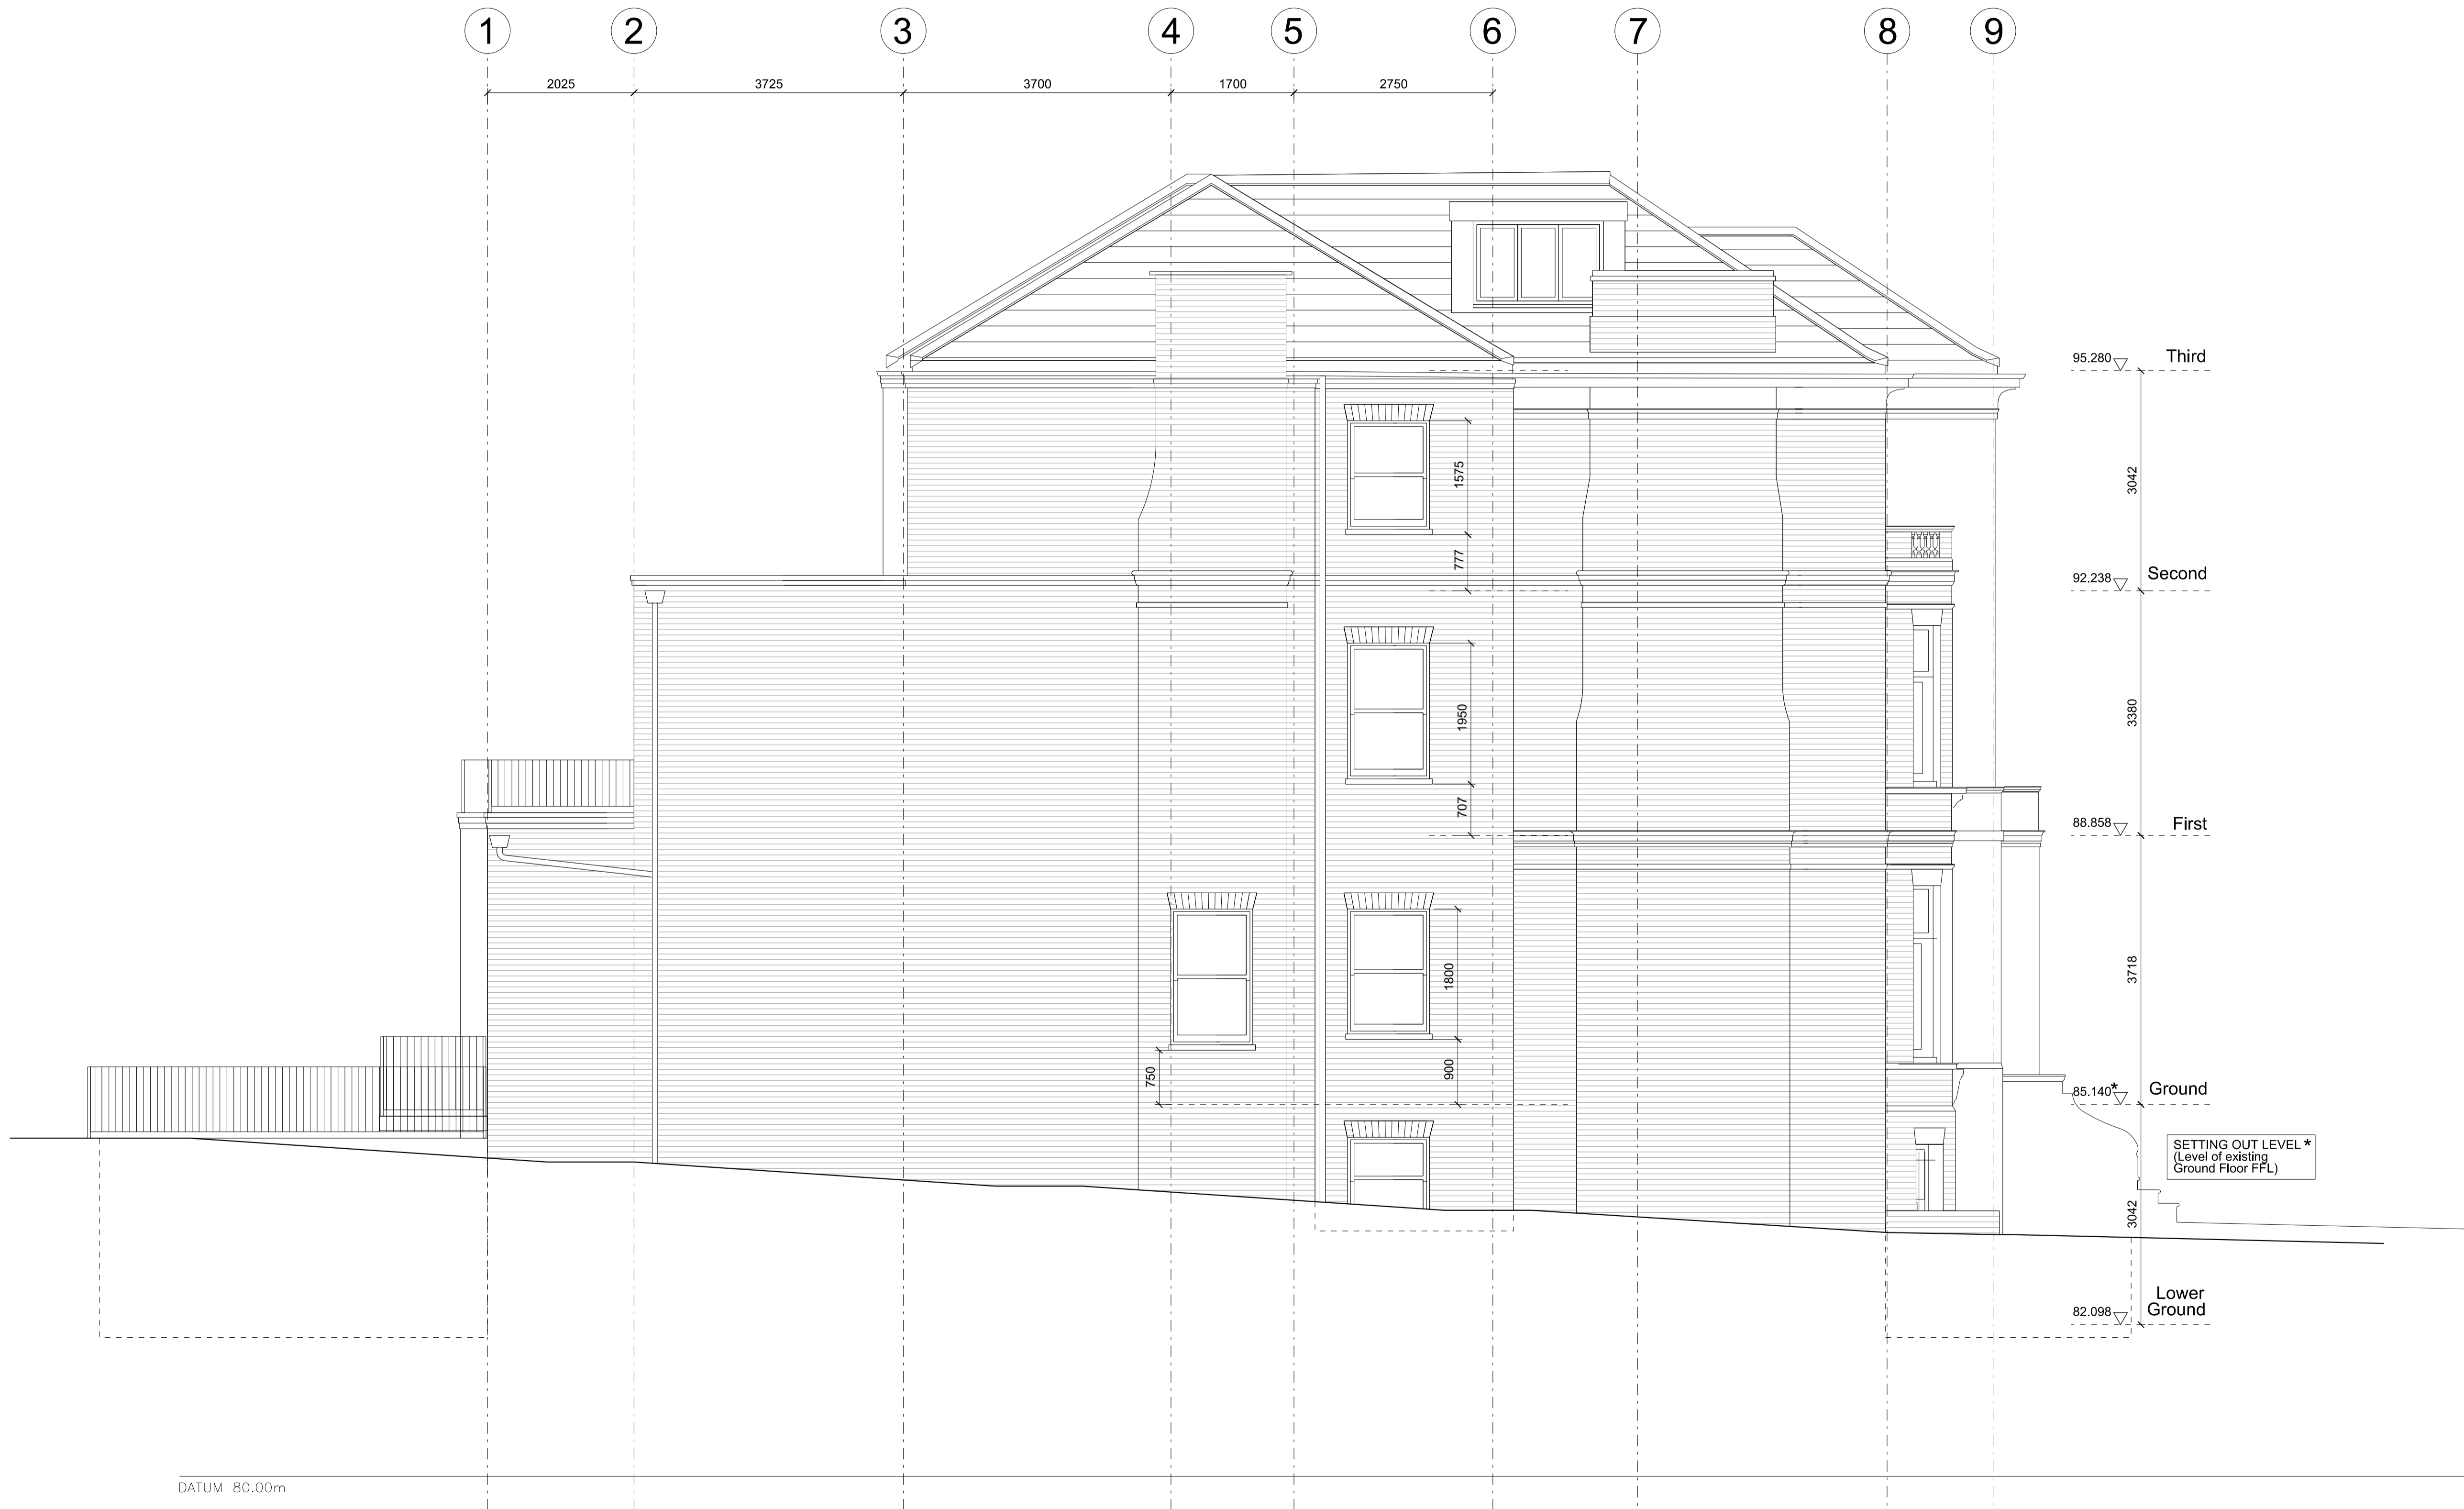 1 2 3 4 5 6 7 8 9
2025 3725 3700 1700 2750
95.280 Third
1575
3042
777
92.238 Second
1950
3380
707
88.858 First
1800
3718
750
900
85.140* Ground
SETTING OUT LEVEL *
(Level of existing
Ground Floor FFL)
3042
Lower
82.098 Ground
DATUM 80.00m